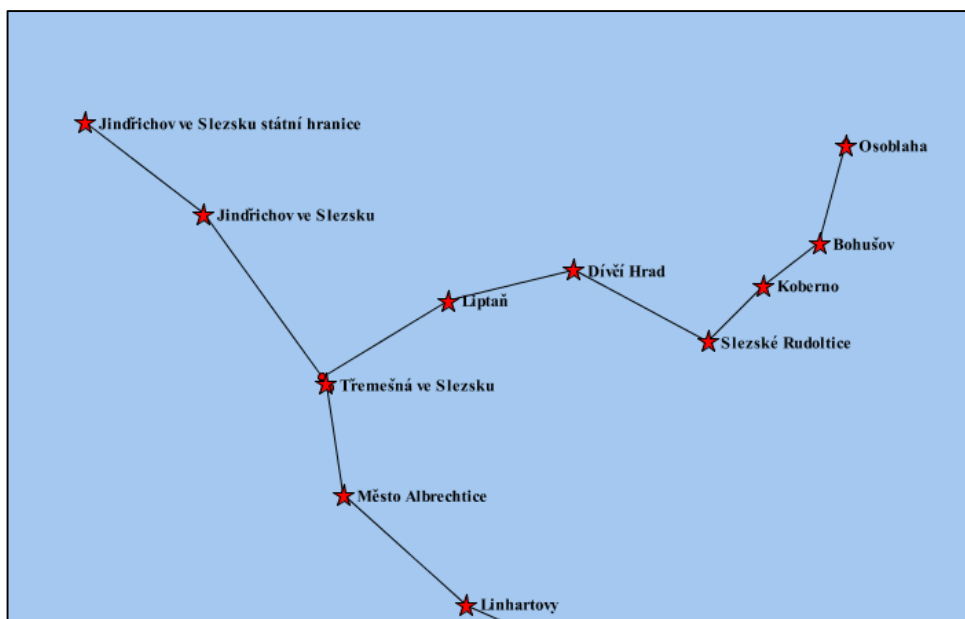 Jindřichov ve Slezsku státní hranice
Osoblaha
Jindřichov ve Slezsku
Bohušov
Dívčí Hrad
Koberno
Liptaň
Slezské Rudoltice
Třemešná ve Slezsku
Město Albrechtice
Linhartovy